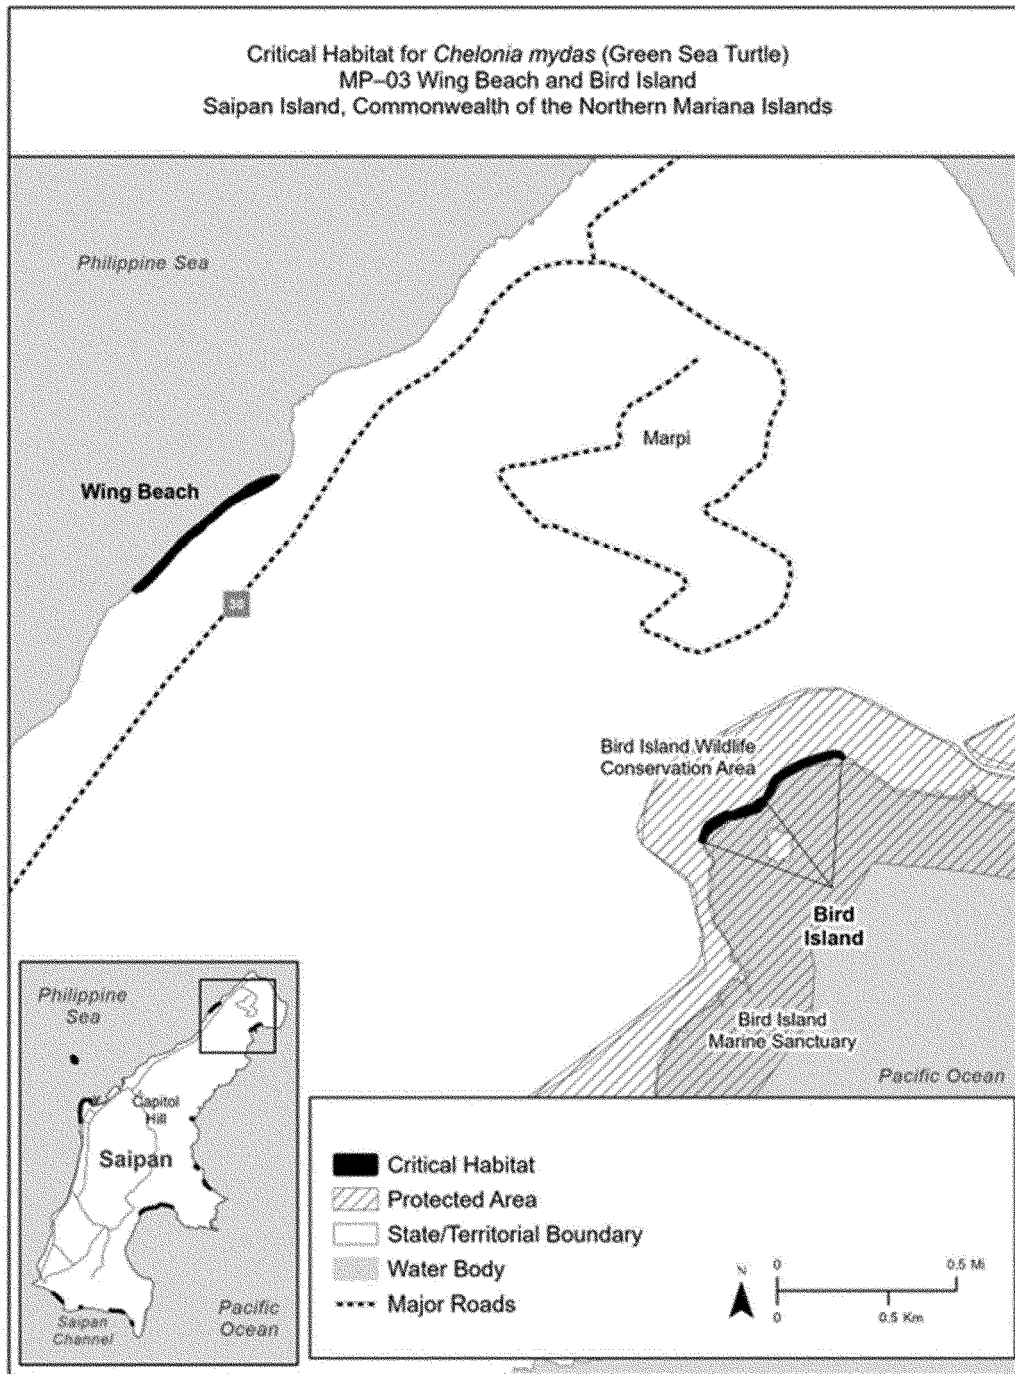 Critical Habitat for Chelonia mydas (Green Sea Turtle)
MP–03 Wing Beach and Bird Island
Saipan Island, Commonwealth of the Northern Mariana Islands
Philippine Sea
Marpi
Wing Beach
Bird Island Wildlife
Conservation Area
Bird
Island
Bird Island
Marine Sanctuary
Pacific Ocean
Philippine
Sea
Capitol
Hill
Saipan
Pacific
Ocean
Saipan
Channel
Critical Habitat
Protected Area
State/Territorial Boundary
Water Body
Major Roads
N
0
0.5 Mi
0
0.5 Km